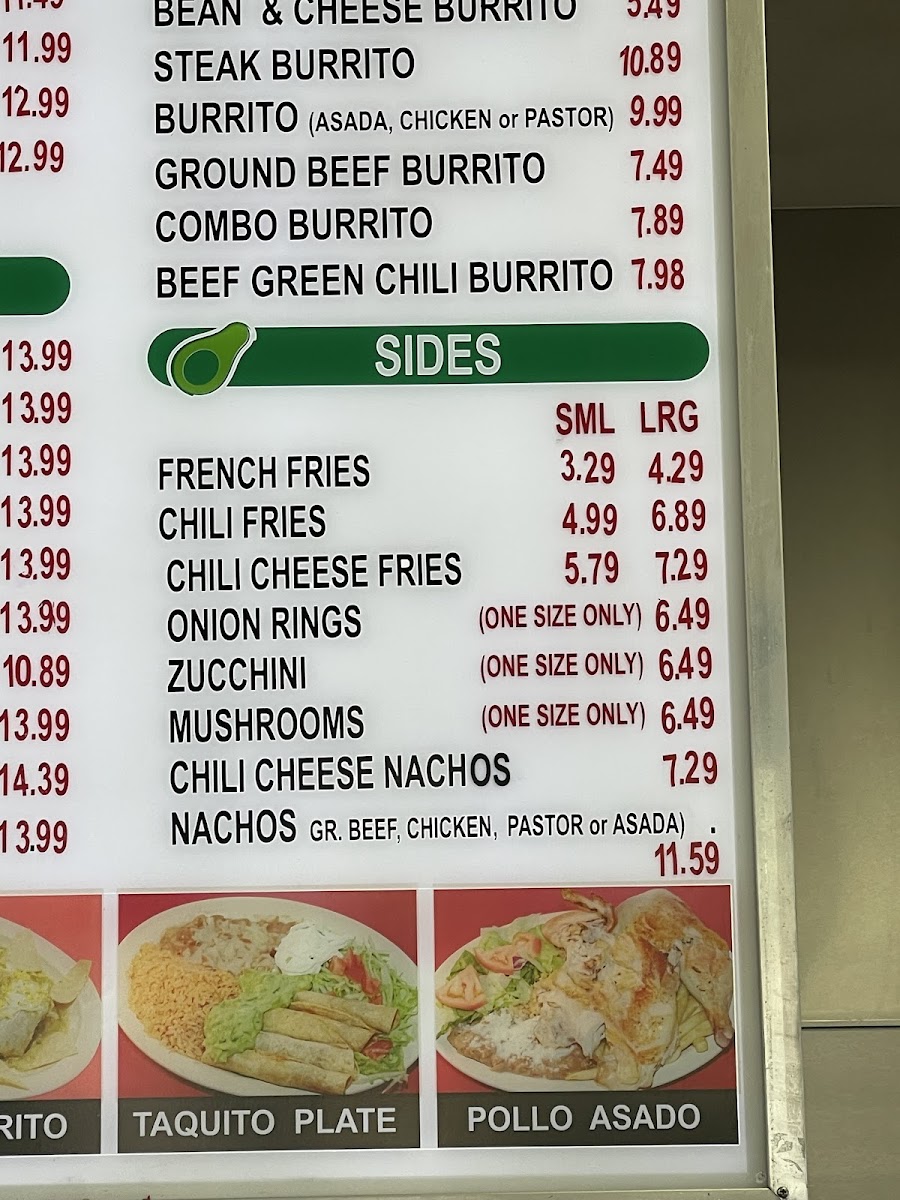 11.49
11.99
12.99
12.99
13.99
13.99
13.99
13.99
13.99
13.99
10.89
13.99
14.39
13.99
BEAN & CHEESE BURRITO 5.49
STEAK BURRITO 10.89
BURRITO (ASADA, CHICKEN or PASTOR) 9.99
GROUND BEEF BURRITO 7.49
COMBO BURRITO 7.89
BEEF GREEN CHILI BURRITO 7.98
SIDES
SML LRG
FRENCH FRIES 3.29 4.29
CHILI FRIES 4.99 6.89
CHILI CHEESE FRIES 5.79 7.29
ONION RINGS (ONE SIZE ONLY) 6.49
ZUCCHINI (ONE SIZE ONLY) 6.49
MUSHROOMS (ONE SIZE ONLY) 6.49
CHILI CHEESE NACHOS 7.29
NACHOS GR. BEEF, CHICKEN, PASTOR or ASADA) .
11.59
RITO
TAQUITO PLATE
POLLO ASADO